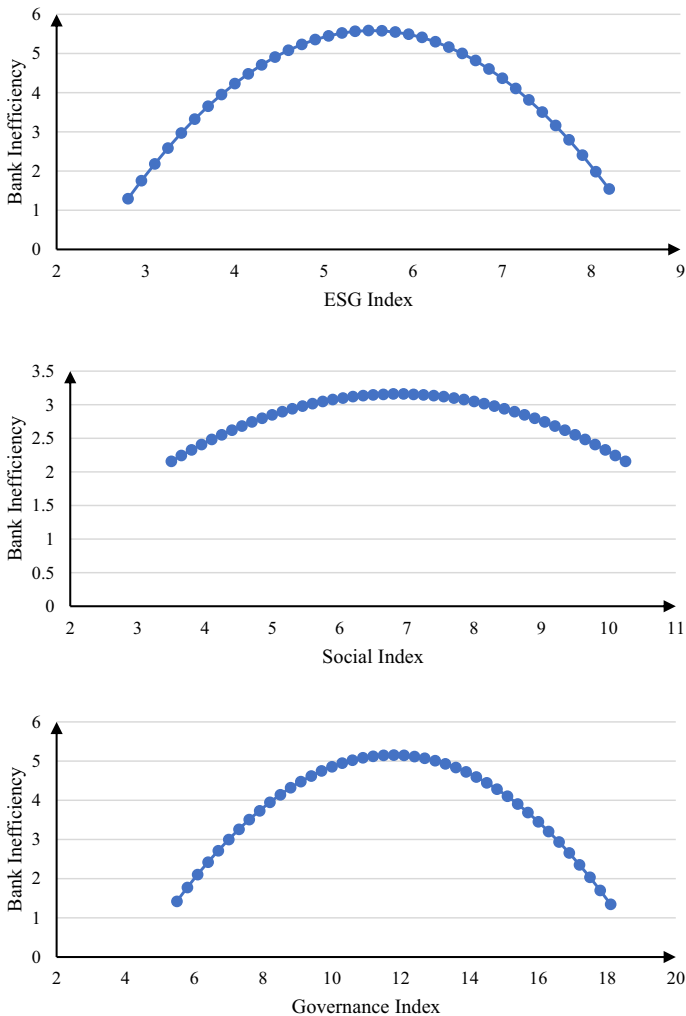 6
5
4
3
2
1
0
Bank Inefficiency
2 3 4 5 6 7 8 9
ESG Index
3.5
3
2.5
2
1.5
1
0.5
0
Bank Inefficiency
2 3 4 5 6 7 8 9 10 11
Social Index
6
5
4
3
2
1
0
Bank Inefficiency
2 4 6 8 10 12 14 16 18 20
Governance Index